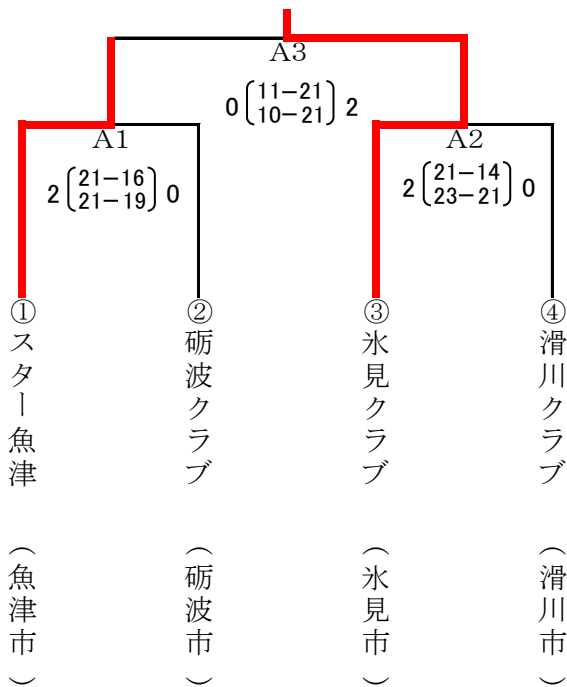 A3
0 11−21 2
10−21
A1
A2
2 21−16 0
21−19
2 21−14 0
23−21
①スター魚津 (魚津市)
②砺波クラブ (砺波市)
③氷見クラブ (氷見市)
④滑川クラブ (滑川市)